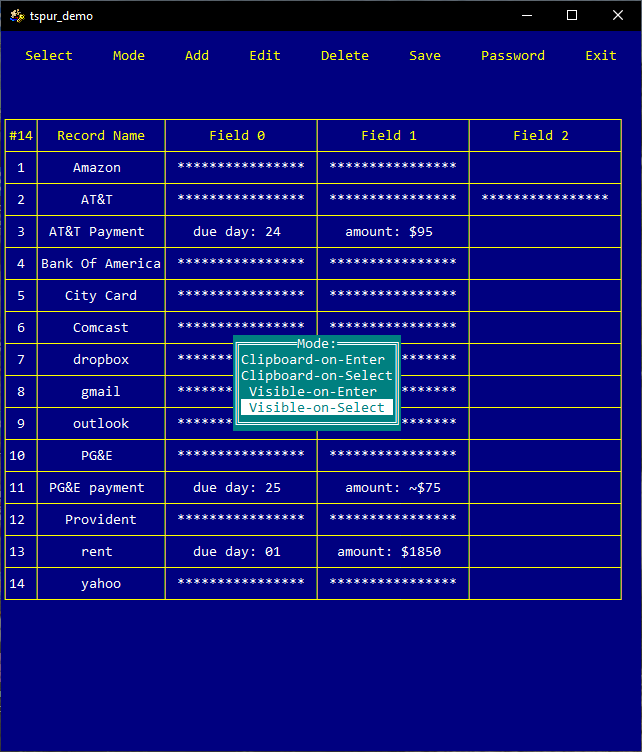 tspur_demo
Select Mode Add Edit Delete Save Password Exit
#14 Record Name Field 0 Field 1 Field 2
1 Amazon **************** ****************
2 AT&T **************** **************** ****************
3 AT&T Payment due day: 24 amount: $95
4 Bank Of America **************** ****************
5 City Card **************** ****************
6 Comcast **************** ****************
Mode:
7 dropbox ******* *******
Clipboard-on-Enter
Clipboard-on-Select
8 gmail ******* *******
Visible-on-Enter
Visible-on-Select
9 outlook ******* *******
10 PG&E **************** ****************
11 PG&E payment due day: 25 amount: ~$75
12 Provident **************** ****************
13 rent due day: 01 amount: $1850
14 yahoo **************** ****************